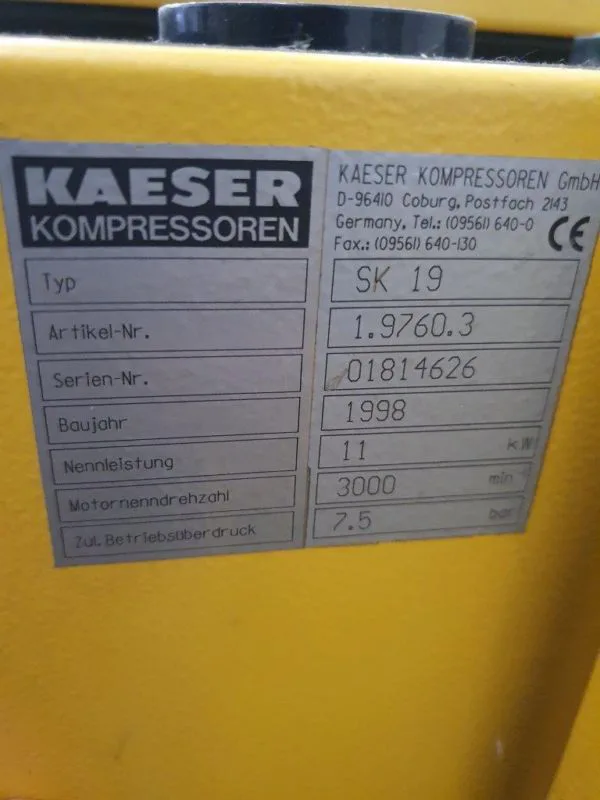 KAESER
KOMPRESSOREN
KAESER KOMPRESSOREN GmbH
D-96410 Coburg, Postfach 2143
Germany, Tel.: (09561) 640-0
Fax.: (09561) 640-130
CE
Typ SK 19
Artikel-Nr. 1.9760.3
Serien-Nr. 01814626
Baujahr 1998
Nennleistung 11 kW
Motornenndrehzahl 3000 min
Zul. Betriebsüberdruck 7.5 bar